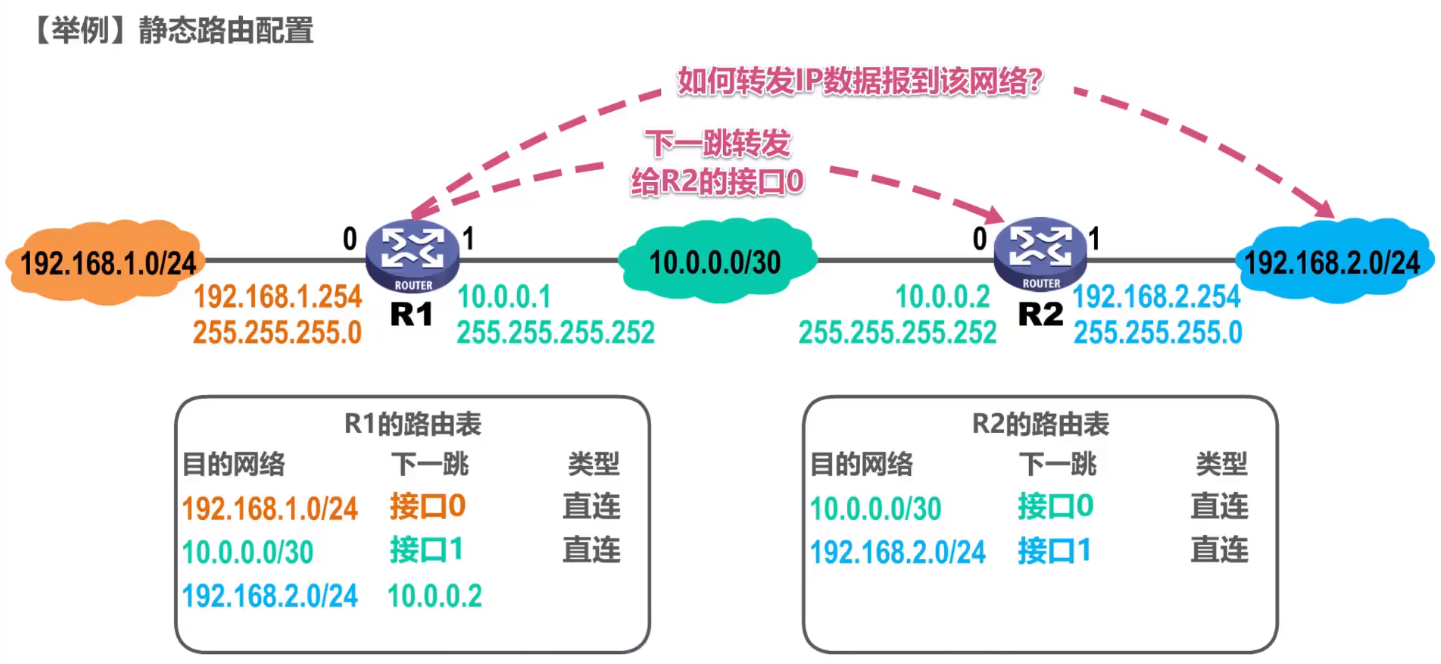 【举例】静态路由配置
如何转发IP数据报到该网络?
下一跳转发
给R2的接口0
0
1
0
1
192.168.1.0/24
10.0.0.0/30
192.168.2.0/24
ROUTER
ROUTER
192.168.1.254
R1
10.0.0.1
10.0.0.2
R2
192.168.2.254
255.255.255.0
255.255.255.252
255.255.255.252
255.255.255.0
R1的路由表
目的网络 下一跳 类型
192.168.1.0/24 接口0 直连
10.0.0.0/30 接口1 直连
192.168.2.0/24 10.0.0.2
R2的路由表
目的网络 下一跳 类型
10.0.0.0/30 接口0 直连
192.168.2.0/24 接口1 直连